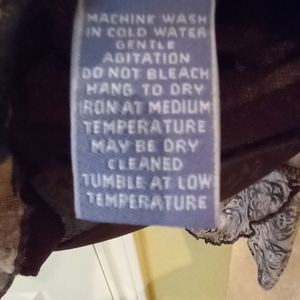 MACHINE WASH
IN COLD WATER
GENTLE
AGITATION
DO NOT BLEACH
HANG TO DRY
IRON AT MEDIUM
TEMPERATURE
MAY BE DRY
CLEANED
TUMBLE AT LOW
TEMPERATURE